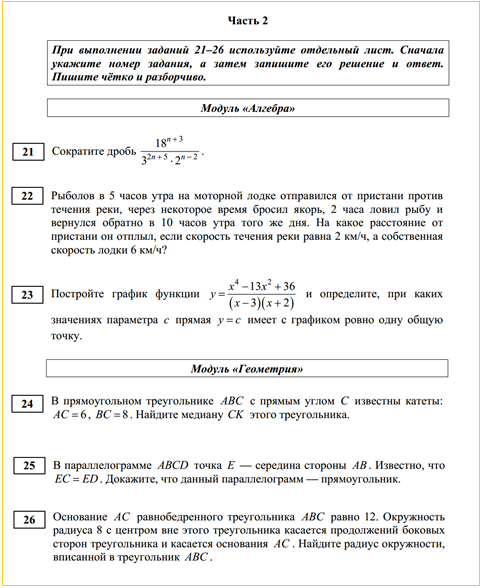 Часть 2
При выполнении заданий 21–26 используйте отдельный лист. Сначала
укажите номер задания, а затем запишите его решение и ответ.
Пишите чётко и разборчиво.
Модуль «Алгебра»
21 Сократите дробь 18^{n+3} / (3^{2n+5} · 2^{n−2}) .
22 Рыболов в 5 часов утра на моторной лодке отправился от пристани против
течения реки, через некоторое время бросил якорь, 2 часа ловил рыбу и
вернулся обратно в 10 часов утра того же дня. На какое расстояние от
пристани он отплыл, если скорость течения реки равна 2 км/ч, а собственная
скорость лодки 6 км/ч?
23 Постройте график функции y = (x^4 −13x^2 + 36) / ((x − 3)(x + 2)) и определите, при каких
значениях параметра c прямая y = c имеет с графиком ровно одну общую
точку.
Модуль «Геометрия»
24 В прямоугольном треугольнике ABC с прямым углом C известны катеты:
AC = 6 , BC = 8 . Найдите медиану CK этого треугольника.
25 В параллелограмме ABCD точка E — середина стороны AB . Известно, что
EC = ED . Докажите, что данный параллелограмм — прямоугольник.
26 Основание AC равнобедренного треугольника ABC равно 12. Окружность
радиуса 8 с центром вне этого треугольника касается продолжений боковых
сторон треугольника и касается основания AC . Найдите радиус окружности,
вписанной в треугольник ABC .